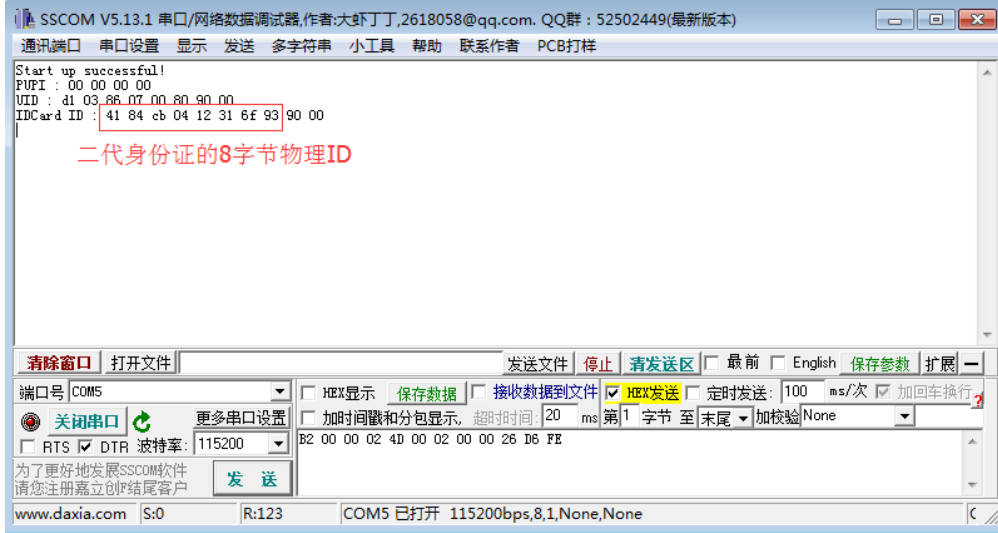 SSCOM V5.13.1 串口/网络数据调试器,作者:大虾丁丁,2618058@qq.com. QQ群：52502449(最新版本)
通讯端口 串口设置 显示 发送 多字符串 小工具 帮助 联系作者 PCB打样
Start up successful!
PUPI : 00 00 00 00
UID : d1 03 86 07 00 80 90 00
IDCard ID : 41 84 cb 04 12 31 6f 93 90 00
二代身份证的8字节物理ID
清除窗口 打开文件 发送文件 停止 清发送区 最前 English 保存参数 扩展 —
端口号 COM5 HEX显示 保存数据 接收数据到文件 HEX发送 定时发送: 100 ms/次 加回车换行
关闭串口 更多串口设置 加时间戳和分包显示, 超时时间: 20 ms 第1 字节 至 末尾 加校验 None
RTS DTR 波特率: 115200 B2 00 00 02 4D 00 02 00 00 26 D6 FE
为了更好地发展SSCOM软件
请您注册嘉立创F结尾客户
发 送
www.daxia.com S:0 R:123 COM5 已打开 115200bps,8,1,None,None